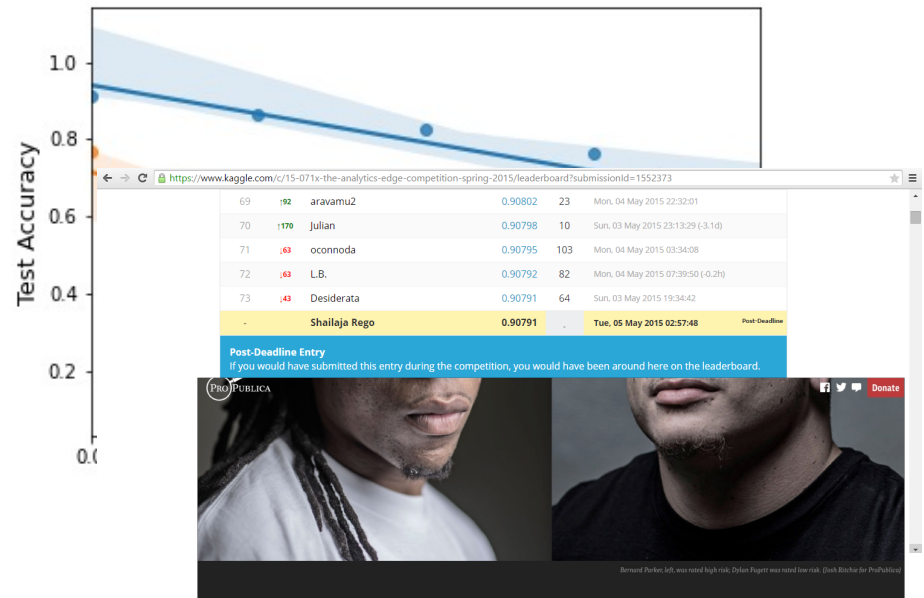 1.0
0.8
Test Accuracy
0.6
0.4
0.2
https://www.kaggle.com/c/15-071x-the-analytics-edge-competition-spring-2015/leaderboard?submissionId=1552373
69 ↑92 aravamu2 0.90802 23 Mon, 04 May 2015 22:32:01
70 ↑170 Julian 0.90798 10 Sun, 03 May 2015 23:13:29 (-3.1d)
71 ↓63 oconnoda 0.90795 103 Mon, 04 May 2015 03:34:08
72 ↓63 L.B. 0.90792 82 Mon, 04 May 2015 07:39:50 (-0.2h)
73 ↓43 Desiderata 0.90791 64 Sun, 03 May 2015 19:34:42
- Shailaja Rego 0.90791 . Tue, 05 May 2015 02:57:48 Post-Deadline
Post-Deadline Entry
If you would have submitted this entry during the competition, you would have been around here on the leaderboard.
PROPUBLICA
Donate
Bernard Parker, left, was rated high risk; Dylan Fugett was rated low risk. (Josh Ritchie for ProPublica)